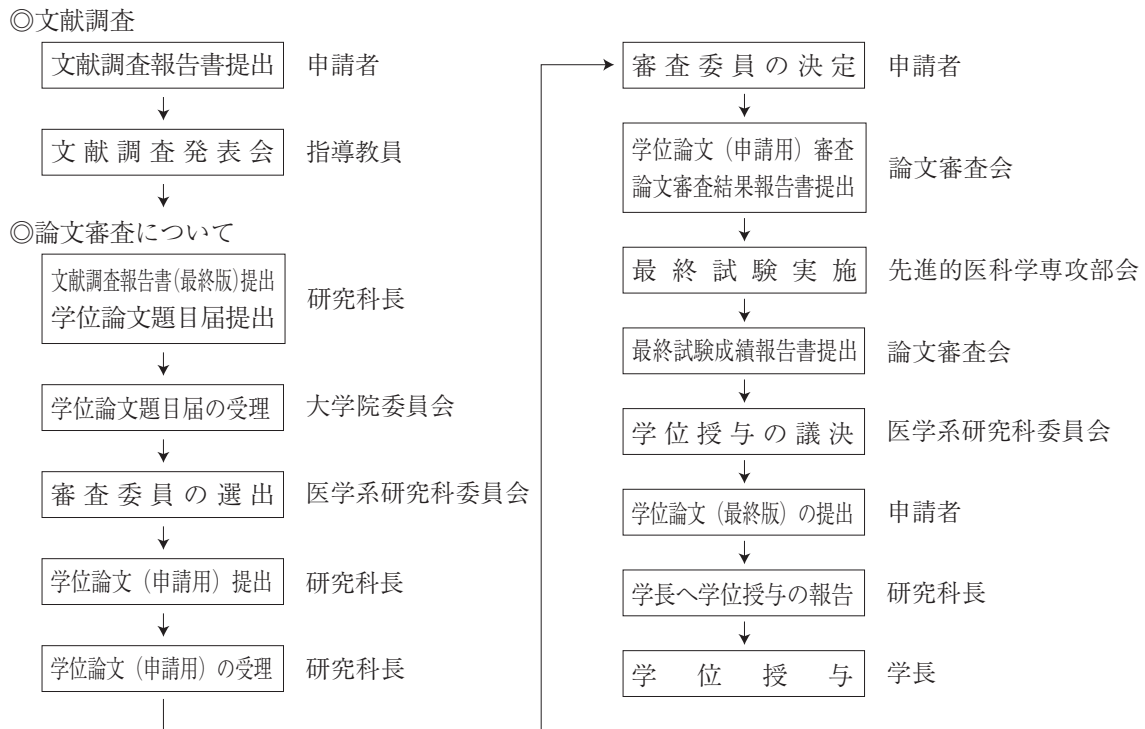 ◎文献調査
文献調査報告書提出 申請者
↓
文献調査発表会 指導教員
↓
◎論文審査について
文献調査報告書(最終版)提出
学位論文題目届提出 研究科長
↓
学位論文題目届の受理 大学院委員会
↓
審査委員の選出 医学系研究科委員会
↓
学位論文(申請用)提出 研究科長
↓
学位論文(申請用)の受理 研究科長
審査委員の決定 申請者
↓
学位論文(申請用)審査
論文審査結果報告書提出 論文審査会
↓
最終試験実施 先進的医科学専攻部会
↓
最終試験成績報告書提出 論文審査会
↓
学位授与の議決 医学系研究科委員会
↓
学位論文(最終版)の提出 申請者
↓
学長へ学位授与の報告 研究科長
↓
学位授与 学長